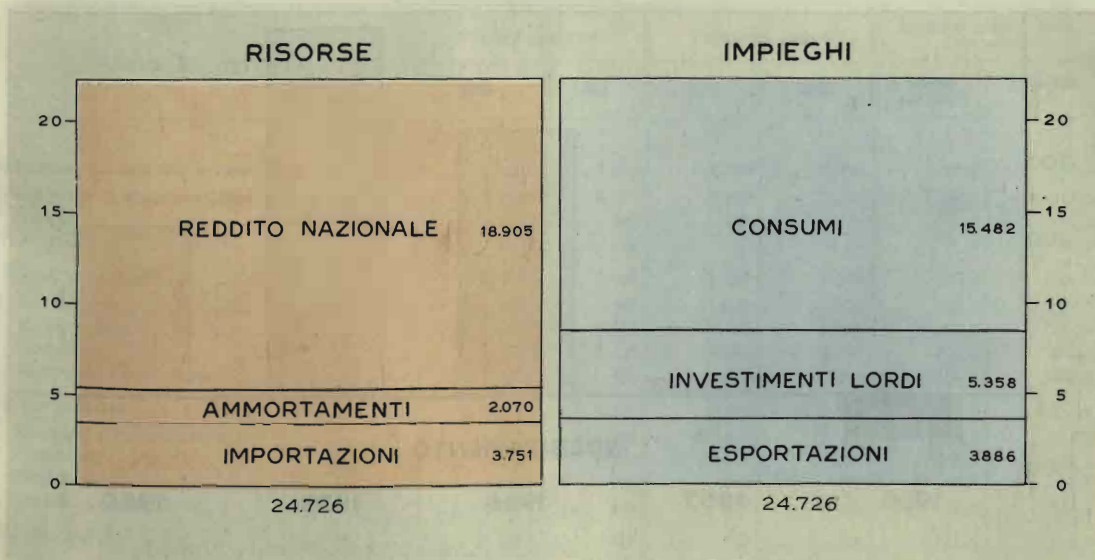 RISORSE
IMPIEGHI
20
15
10
5
0
REDDITO NAZIONALE 18.905
AMMORTAMENTI 2.070
IMPORTAZIONI 3.751
24.726
CONSUMI 15.482
INVESTIMENTI LORDI 5.358
ESPORTAZIONI 3.886
24.726
20
15
10
5
0